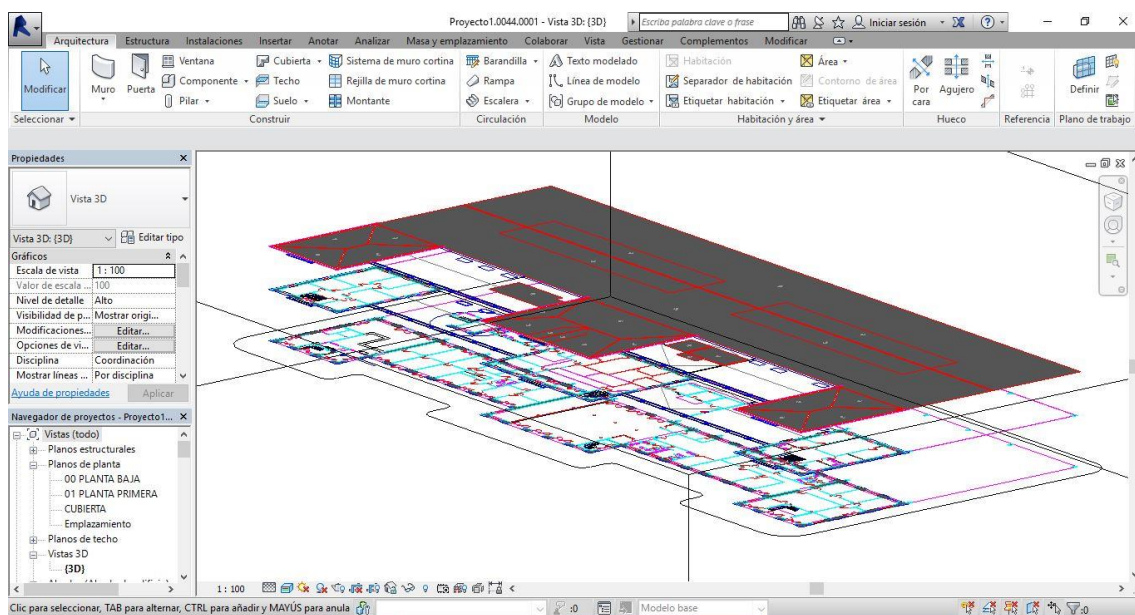 Proyecto1.0044.0001 - Vista 3D: {3D}
Escriba palabra clave o frase
Iniciar sesión
Arquitectura Estructura Instalaciones Insertar Anotar Analizar Masa y emplazamiento Colaborar Vista Gestionar Complementos Modificar
Modificar
Muro
Puerta
Ventana
Componente
Pilar
Cubierta
Techo
Suelo
Sistema de muro cortina
Rejilla de muro cortina
Montante
Barandilla
Rampa
Escalera
Texto modelado
Línea de modelo
Grupo de modelo
Habitación
Separador de habitación
Etiquetar habitación
Área
Contorno de área
Etiquetar área
Por cara
Agujero
Definir
Seleccionar Construir Circulación Modelo Habitación y área Hueco Referencia Plano de trabajo
Propiedades
Vista 3D
Vista 3D: {3D} Editar tipo
Gráficos
Escala de vista 1 : 100
Valor de escala ... 100
Nivel de detalle Alto
Visibilidad de p... Mostrar origi...
Modificaciones... Editar...
Opciones de vi... Editar...
Disciplina Coordinación
Mostrar líneas ... Por disciplina
Ayuda de propiedades Aplicar
Navegador de proyectos - Proyecto1...
Vistas (todo)
Planos estructurales
Planos de planta
00 PLANTA BAJA
01 PLANTA PRIMERA
CUBIERTA
Emplazamiento
Planos de techo
Vistas 3D
{3D}
1 : 100
Clic para seleccionar, TAB para alternar, CTRL para añadir y MAYÚS para anula
:0
Modelo base
:0